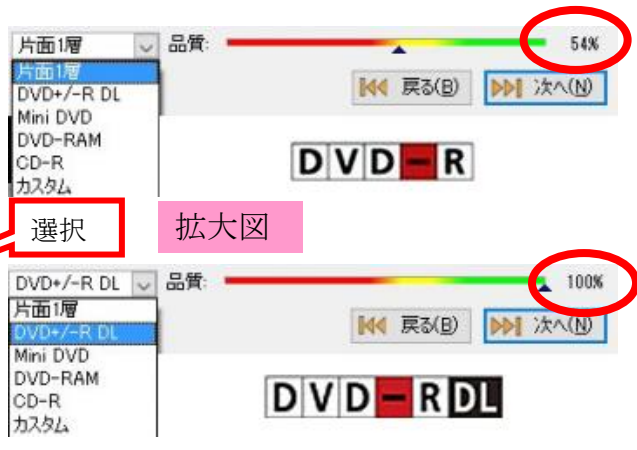 片面1層 品質: 54%
片面1層
DVD+/-R DL
Mini DVD
DVD-RAM
CD-R
カスタム
戻る(B) 次へ(N)
DVD-R
選択 拡大図
DVD+/-R DL 品質: 100%
片面1層
DVD+/-R DL
Mini DVD
DVD-RAM
CD-R
カスタム
戻る(B) 次へ(N)
DVD-R DL